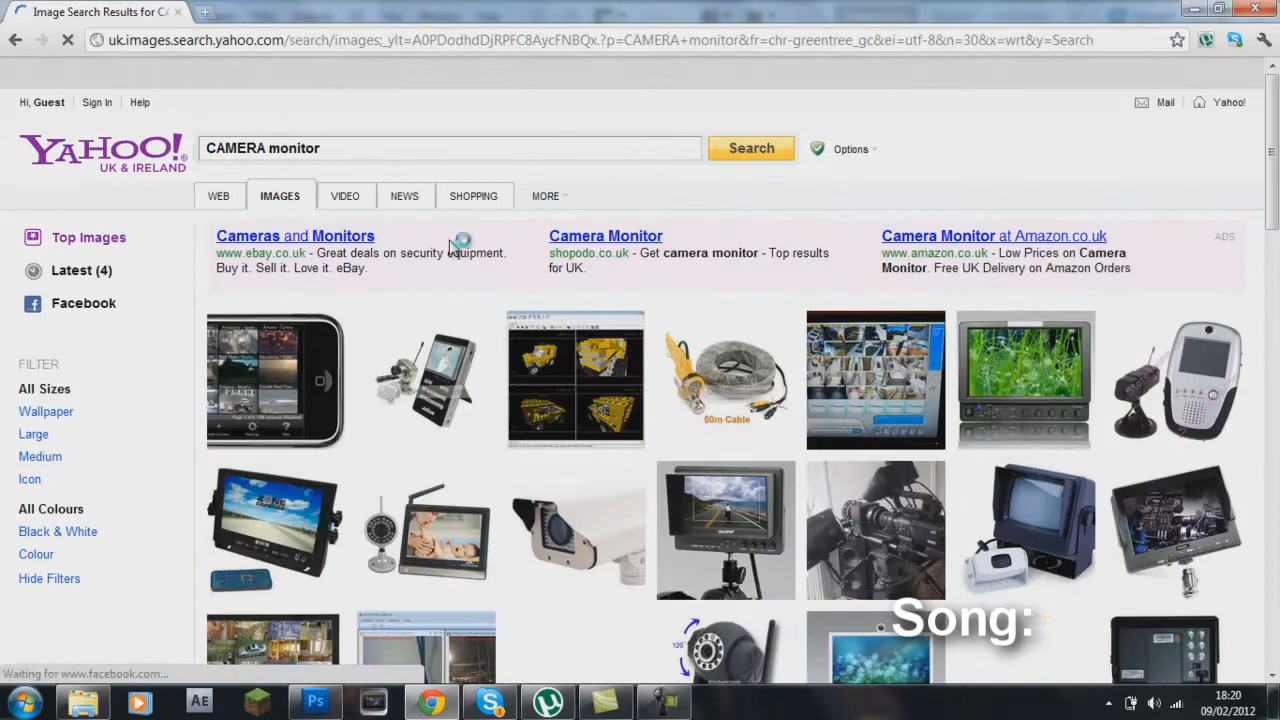 Image Search Results for CA
uk.images.search.yahoo.com/search/images;_ylt=A0PDodhdDjRPFC8AycFNBQx.?p=CAMERA+monitor&fr=chr-greentree_gc&ei=utf-8&n=30&x=wrt&y=Search
Hi, Guest Sign In Help Mail Yahoo!
YAHOO!
UK & IRELAND
CAMERA monitor Search Options
WEB IMAGES VIDEO NEWS SHOPPING MORE
Top Images
Latest (4)
Facebook
Cameras and Monitors
www.ebay.co.uk - Great deals on security equipment.
Buy it. Sell it. Love it. eBay.
Camera Monitor
shopodo.co.uk - Get camera monitor - Top results
for UK.
Camera Monitor at Amazon.co.uk
www.amazon.co.uk - Low Prices on Camera
Monitor. Free UK Delivery on Amazon Orders
ADS
FILTER
All Sizes
Wallpaper
Large
Medium
Icon
All Colours
Black & White
Colour
Hide Filters
50m Cable
120°
Song:
Waiting for www.facebook.com...
Ae
Ps
18:20
09/02/2012